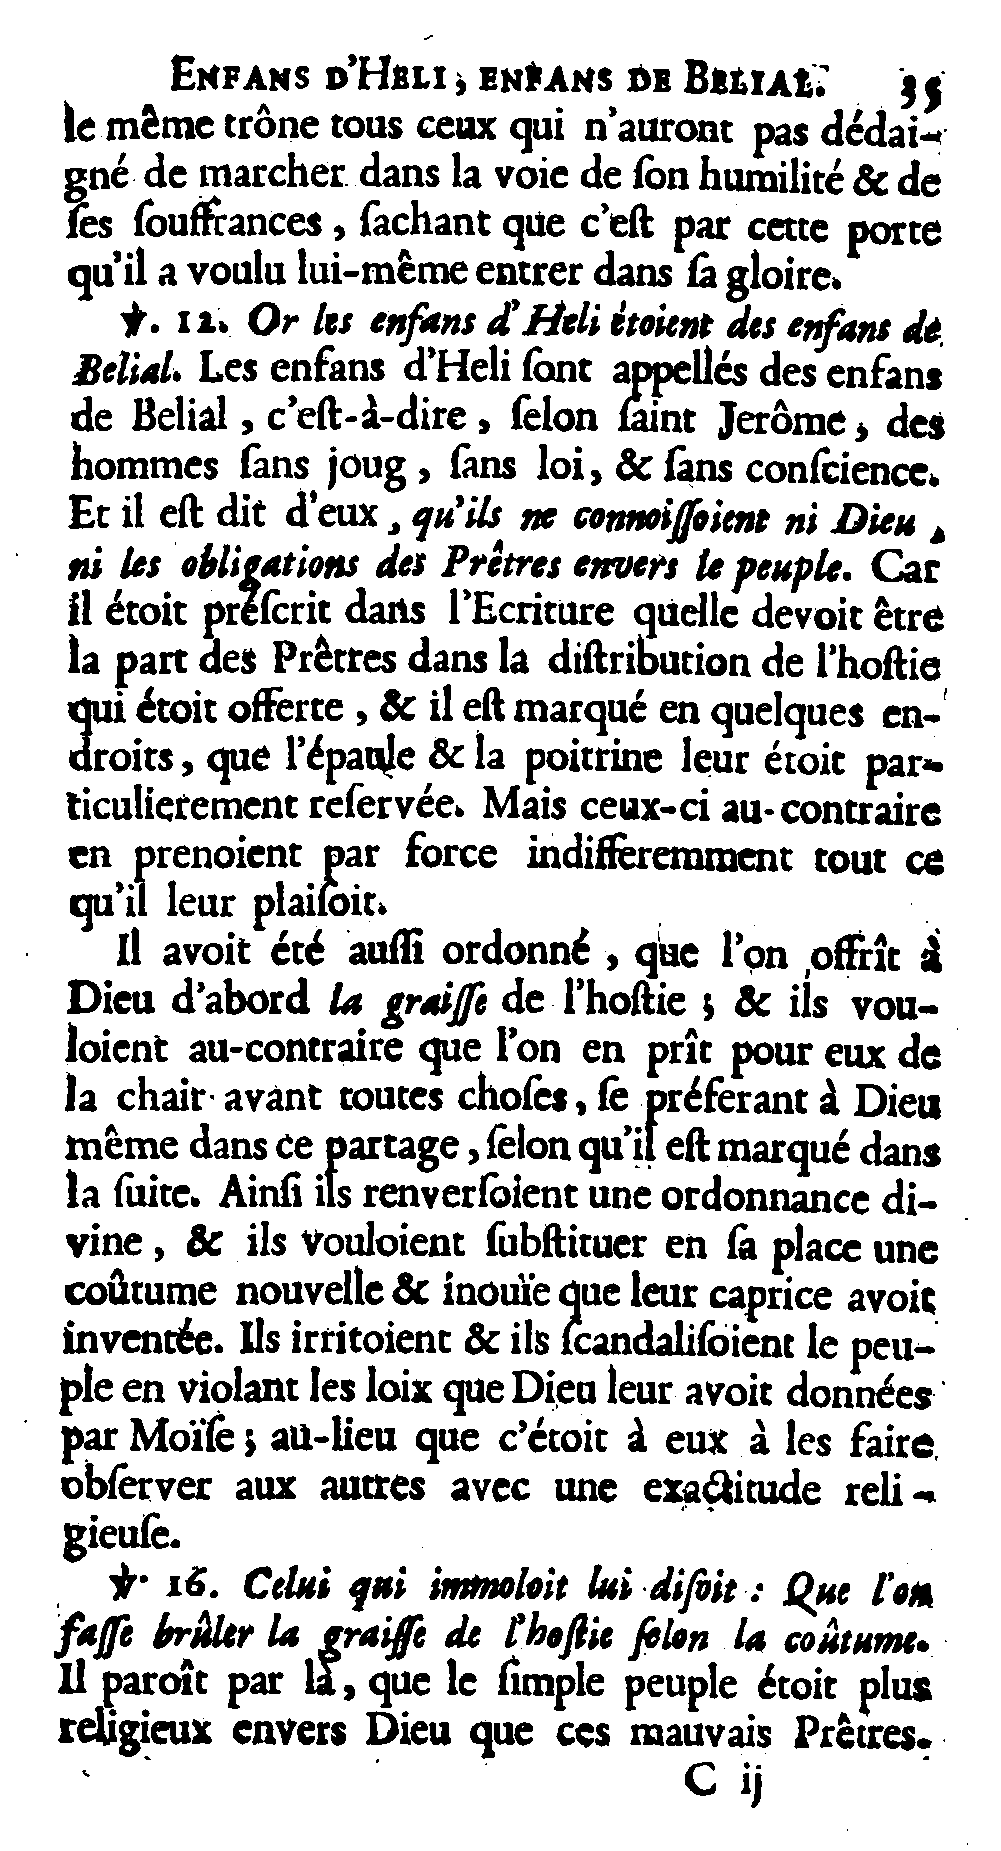 ENFANS D'HELI, ENFANS DE BELIAL. 35
le même trône tous ceux qui n'auront pas dédai-
gné de marcher dans la voie de ſon humilité & de
ſes ſouffrances, ſachant que c'eſt par cette porte
qu'il a voulu lui-même entrer dans ſa gloire.
℣. 12. Or les enfans d'Heli étoient des enfans de
Belial. Les enfans d'Heli ſont appellés des enfans
de Belial, c'eſt-à-dire, ſelon ſaint Jerôme, des
hommes ſans joug, ſans loi, & ſans conſcience.
Et il eſt dit d'eux, qu'ils ne connoiſſoient ni Dieu,
ni les obligations des Prêtres envers le peuple. Car
il étoit preſcrit dans l'Ecriture quelle devoit être
la part des Prêtres dans la diſtribution de l'hoſtie
qui étoit offerte, & il eſt marqué en quelques en-
droits, que l'épaule & la poitrine leur étoit par-
ticulierement reſervée. Mais ceux-ci au-contraire
en prenoient par force indifferemment tout ce
qu'il leur plaiſoit.
Il avoit été auſſi ordonné, que l'on offrît à
Dieu d'abord la graiſſe de l'hoſtie; & ils vou-
loient au-contraire que l'on en prît pour eux de
la chair avant toutes choſes, ſe préferant à Dieu
même dans ce partage, ſelon qu'il eſt marqué dans
la ſuite. Ainſi ils renverſoient une ordonnance di-
vine, & ils vouloient ſubſtituer en ſa place une
coûtume nouvelle & inouïe que leur caprice avoit
inventée. Ils irritoient & ils ſcandaliſoient le peu-
ple en violant les loix que Dieu leur avoit données
par Moïſe; au-lieu que c'étoit à eux à les faire
obſerver aux autres avec une exactitude reli-
gieuſe.
℣. 16. Celui qui immoloit lui diſoit: Que l'on
faſſe brûler la graiſſe de l'hoſtie ſelon la coûtume.
Il paroît par là, que le ſimple peuple étoit plus
religieux envers Dieu que ces mauvais Prêtres.
C ij